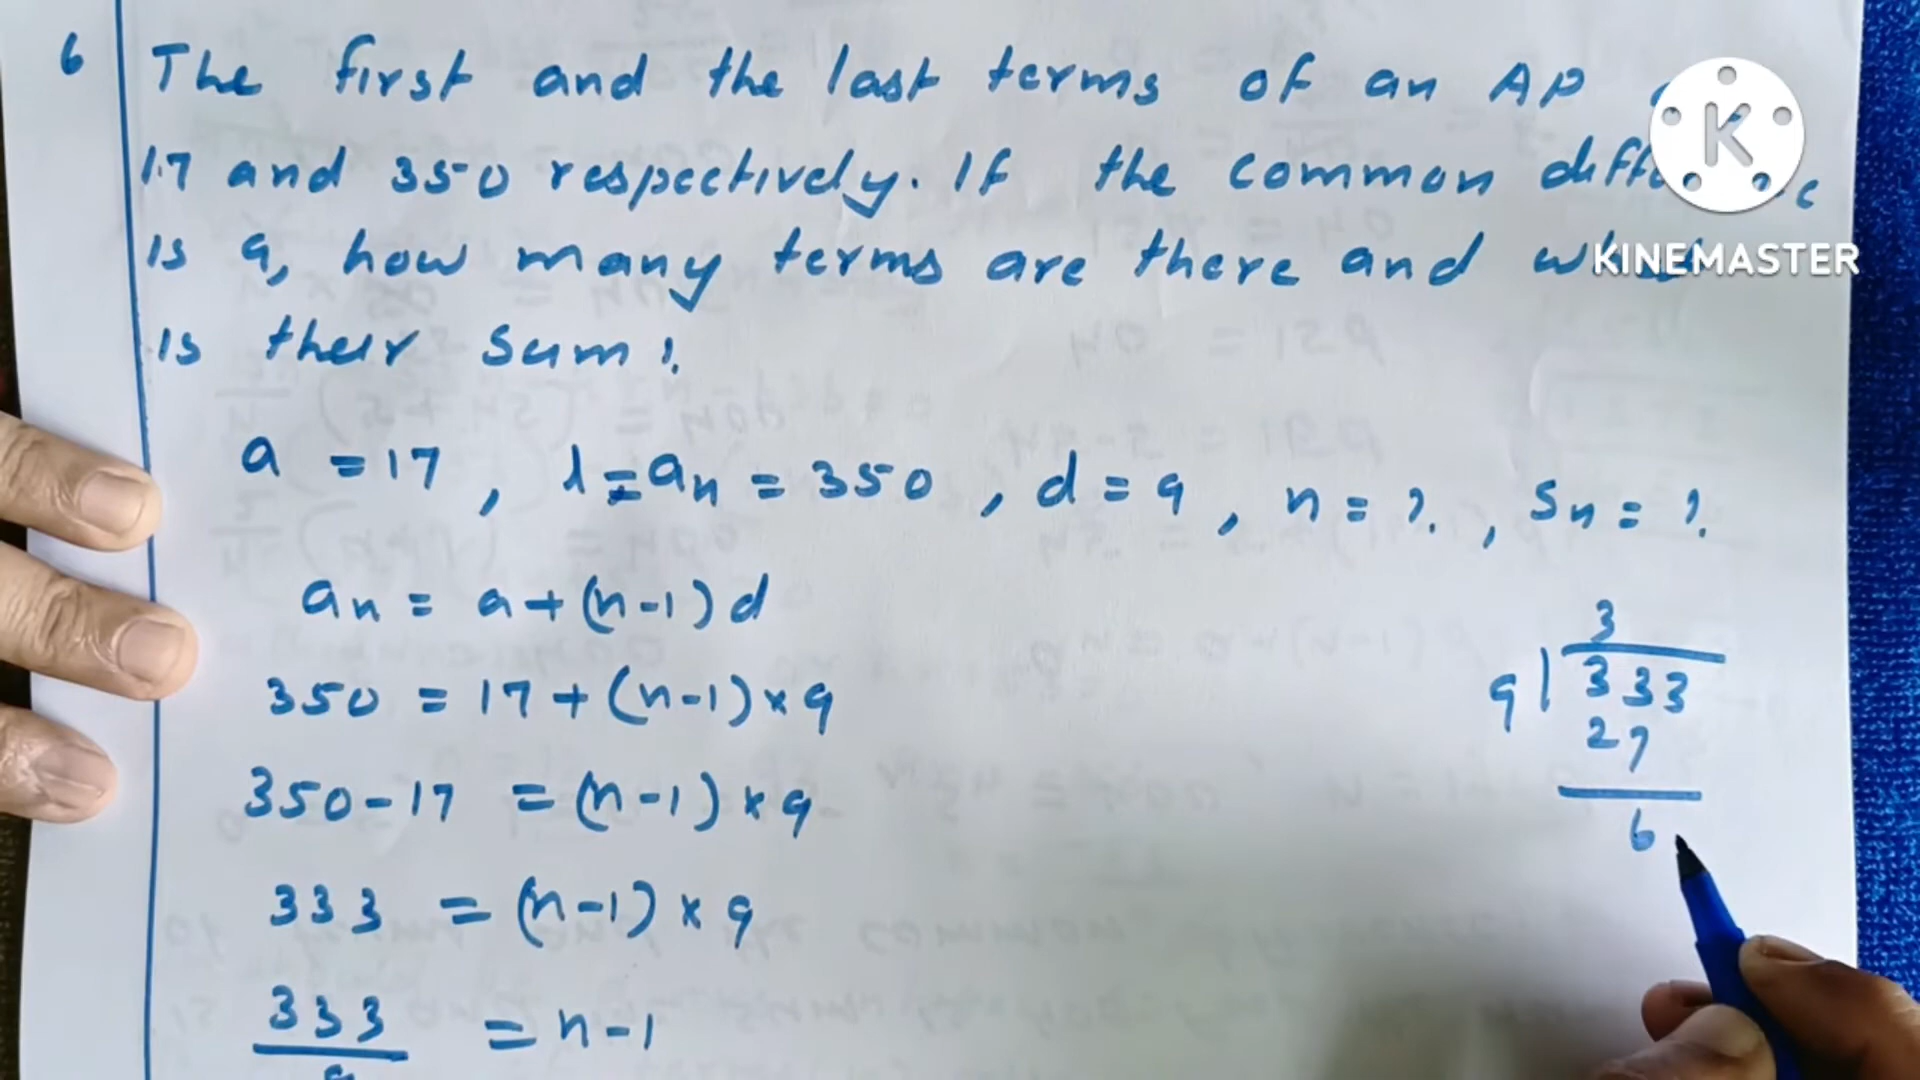 6 The first and the last terms of an AP
17 and 350 respectively. If the common
is 9, how many terms are there and
is their sum?
K
KINEMASTER
a = 17, l = an = 350, d = 9, n = ?, Sn = ?
an = a + (n-1) d
350 = 17 + (n-1) x 9
350 - 17 = (n-1) x 9
333 = (n-1) x 9
333 = n-1
9
3
9 333
27
6